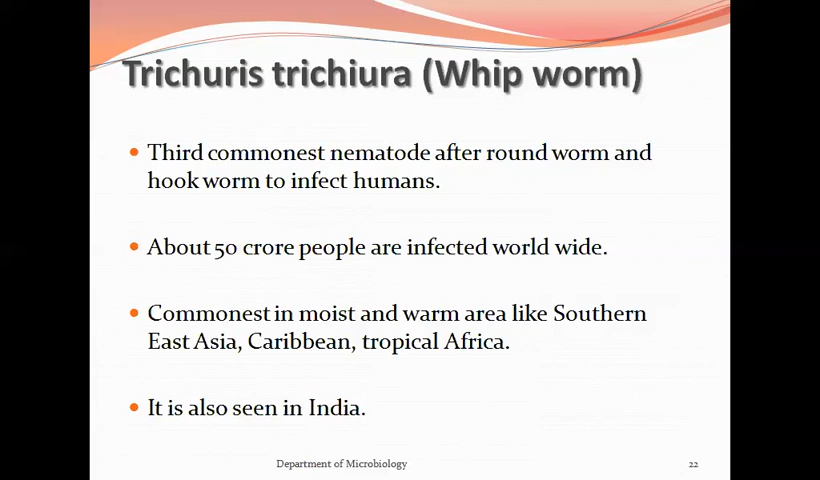 Trichuris trichiura (Whip worm)
Third commonest nematode after round worm and
hook worm to infect humans.
About 50 crore people are infected world wide.
Commonest in moist and warm area like Southern
East Asia, Caribbean, tropical Africa.
It is also seen in India.
Department of Microbiology
22